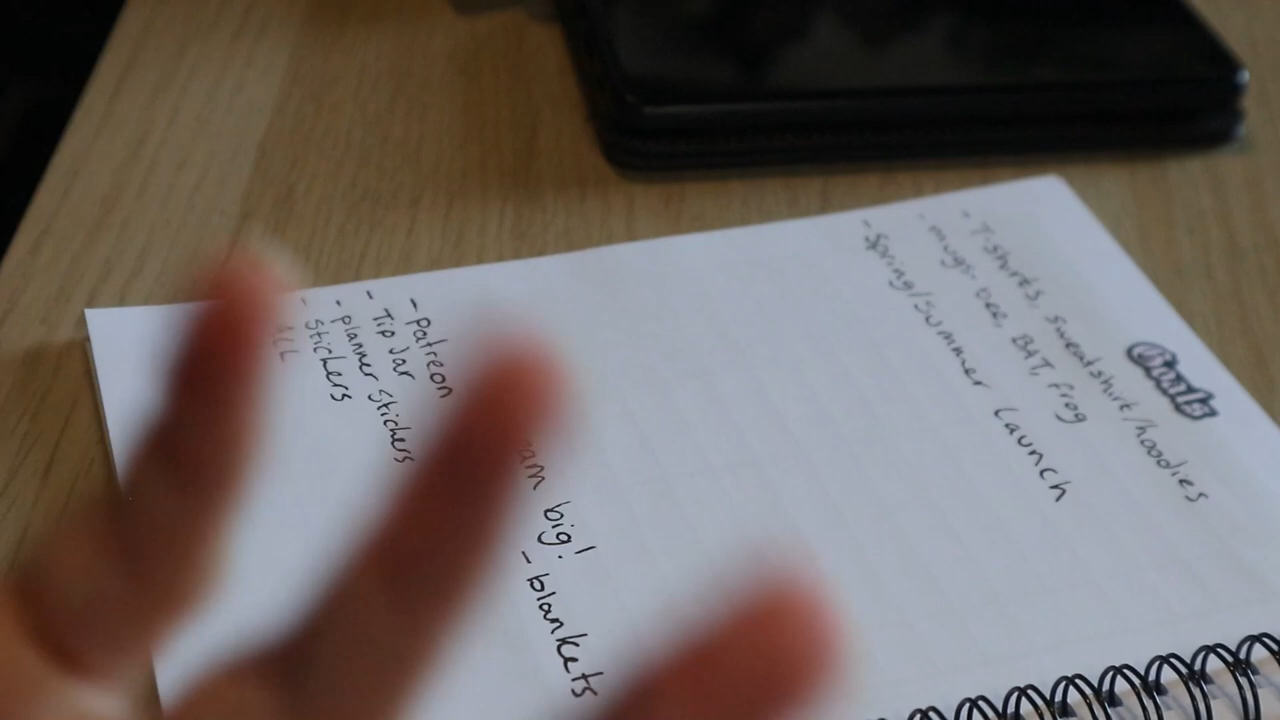 Goals
- T-shirts, sweatshirt/hoodies
- mugs- bee, BAT, frog
- Spring/summer Launch
big!
- blankets
- Patreon
- Tip Jar
- planner stickers
- stickers